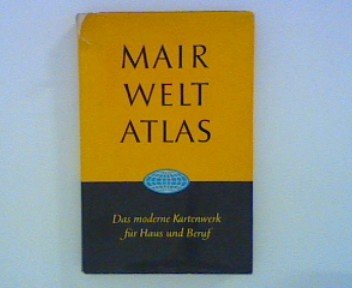 MAIR
WELT
ATLAS
Das moderne Kartenwerk
für Haus und Beruf